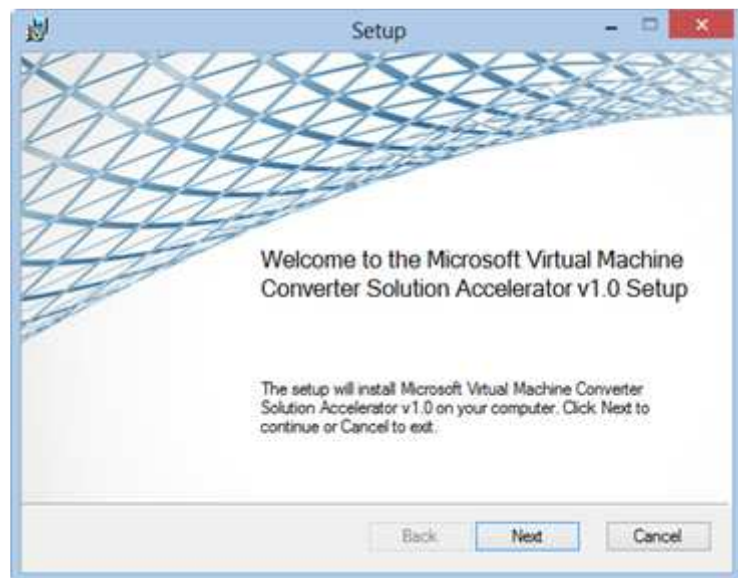 Setup
Welcome to the Microsoft Virtual Machine
Converter Solution Accelerator v1.0 Setup
The setup will install Microsoft Virtual Machine Converter
Solution Accelerator v1.0 on your computer. Click Next to
continue or Cancel to exit.
Back Next Cancel